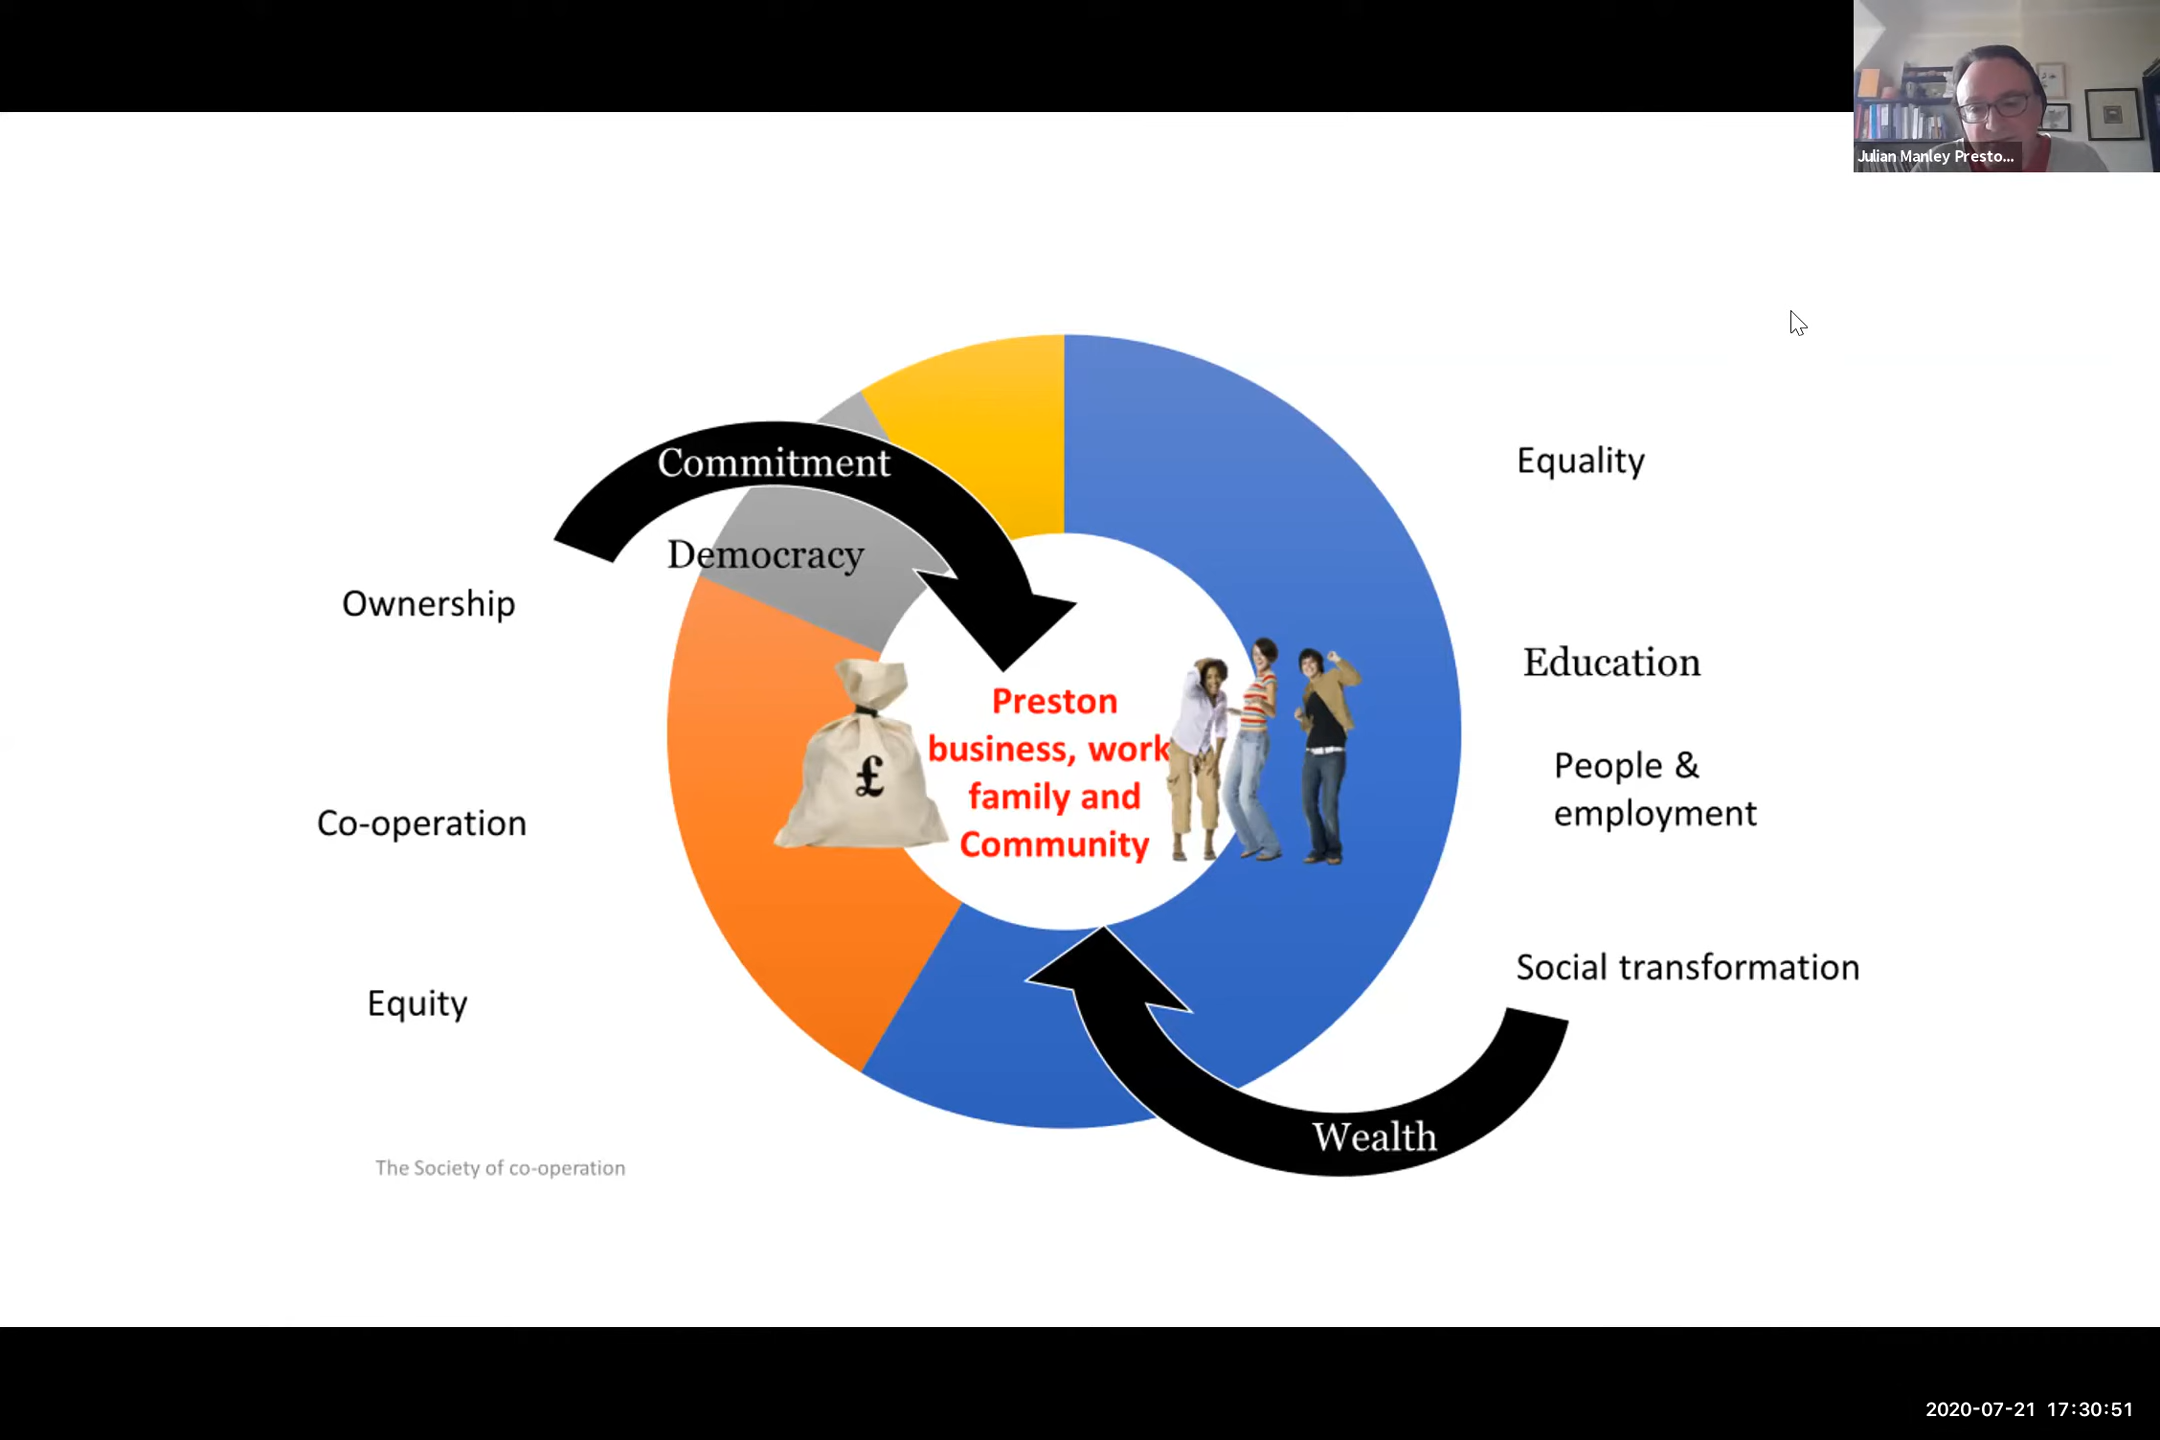 Julian Manley Presto...
Commitment
Democracy
Ownership
Co-operation
Equity
Equality
Education
People &
employment
Social transformation
Preston
business, work
family and
Community
£
Wealth
The Society of co-operation
2020-07-21 17:30:51